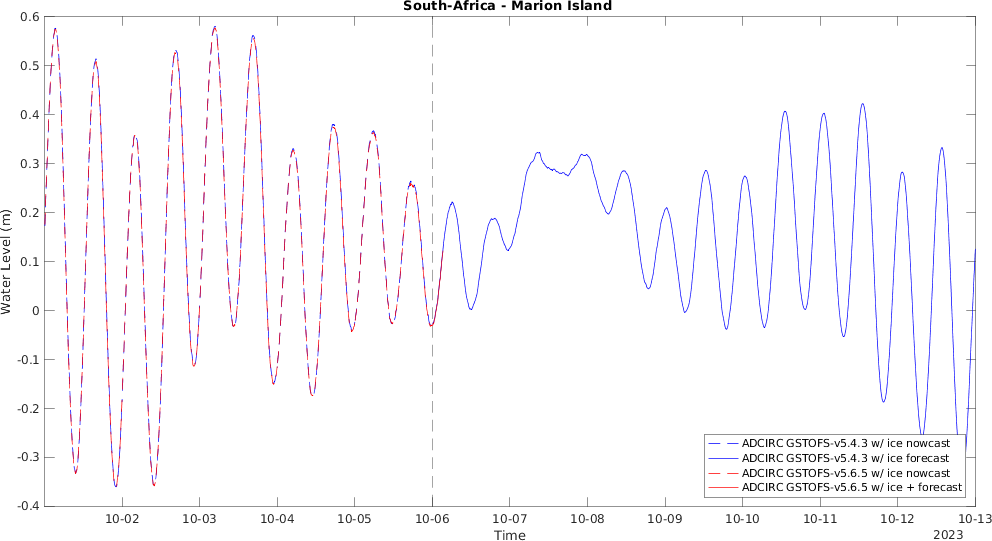 South-Africa - Marion Island
Water Level (m)
0.6
0.5
0.4
0.3
0.2
0.1
0
-0.1
-0.2
-0.3
-0.4
ADCIRC GSTOFS-v5.4.3 w/ ice nowcast
ADCIRC GSTOFS-v5.4.3 w/ ice forecast
ADCIRC GSTOFS-v5.6.5 w/ ice nowcast
ADCIRC GSTOFS-v5.6.5 w/ ice + forecast
10-02 10-03 10-04 10-05 10-06 10-07 10-08 10-09 10-10 10-11 10-12 10-13
Time
2023